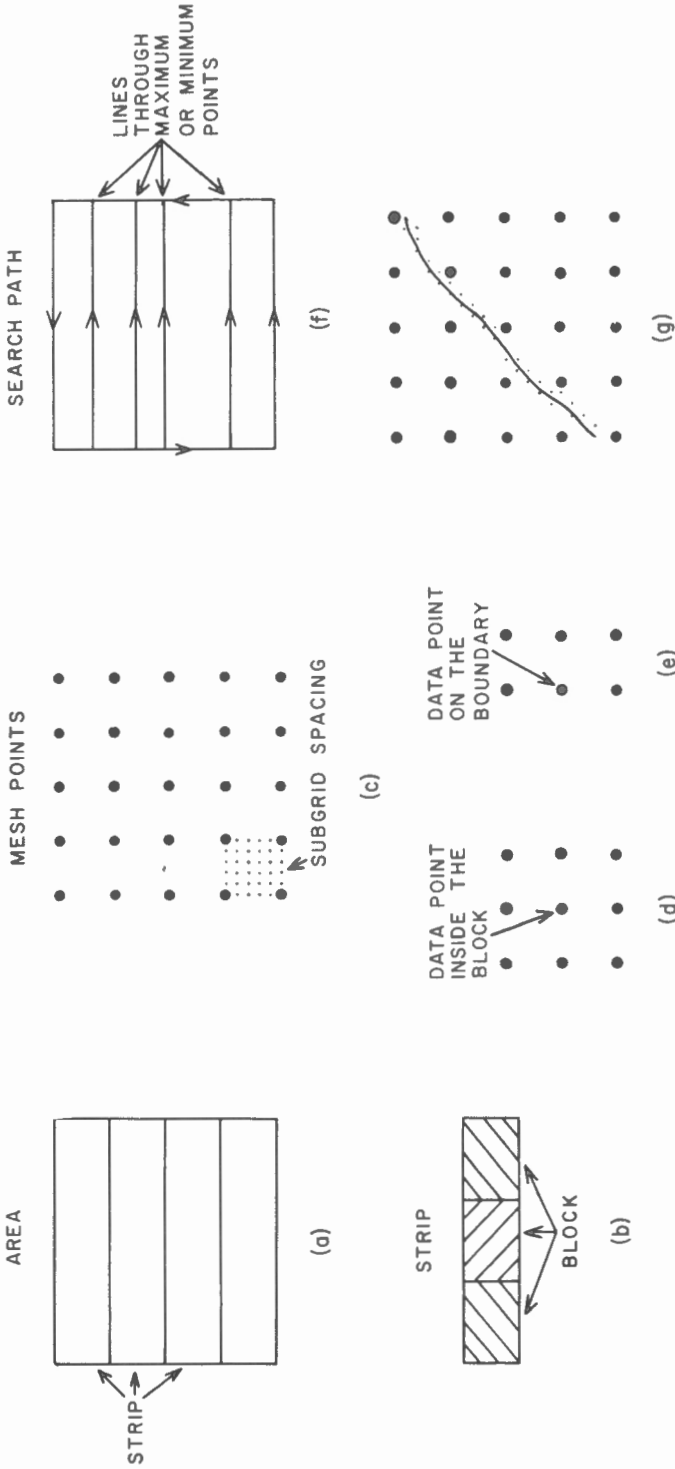 AREA
STRIP
(a)
STRIP
BLOCK
(b)
MESH POINTS
SUBGRID SPACING
(c)
DATA POINT
INSIDE THE
BLOCK
(d)
DATA POINT
ON THE
BOUNDARY
(e)
SEARCH PATH
LINES
THROUGH
MAXIMUM
OR MINIMUM
POINTS
(f)
(g)